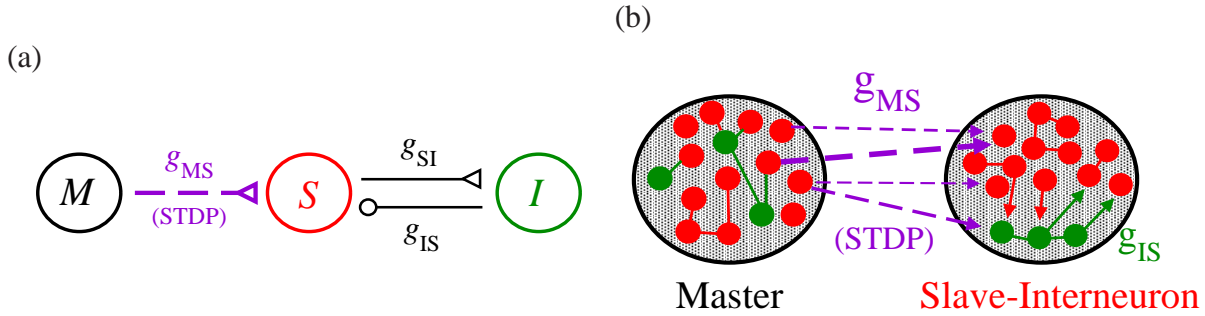 (a)
M
g_MS
(STDP)
S
g_SI
g_IS
I
(b)
g_MS
(STDP)
g_IS
Master
Slave-Interneuron